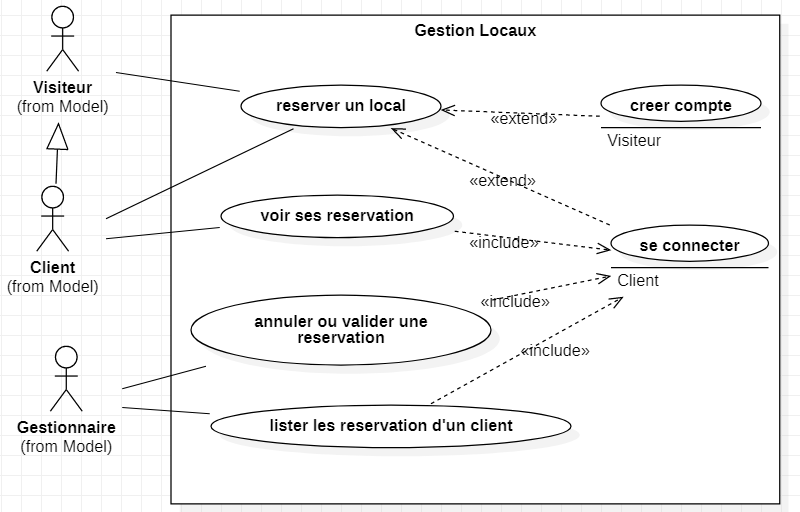 Gestion Locaux
Visiteur
(from Model)
reserver un local
«extend»
creer compte
Visiteur
«extend»
voir ses reservation
«include»
se connecter
Client
Client
(from Model)
«include»
annuler ou valider une
reservation
«include»
Gestionnaire
(from Model)
lister les reservation d'un client